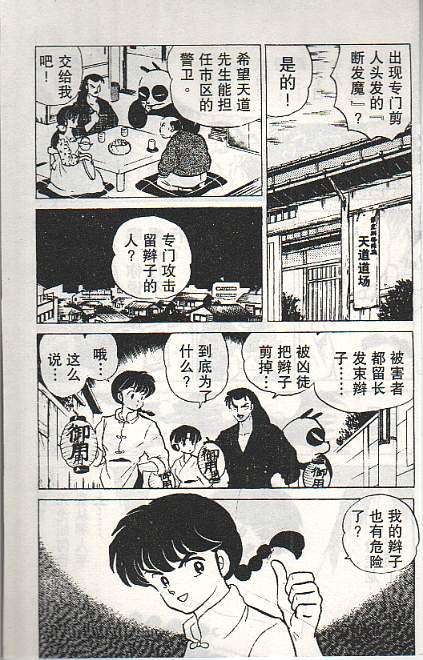 出现专门剪
人头发的『
断发魔』？
是的！
天道道场
希望天道
先生能担
任市区的
警卫。
交给我
吧！
专门攻击
留辫子的
人？
被害者
都留长
发束辫
子……
被凶徒
把辫子
剪掉…
到底为了
什么？
哦…
这么
说……
御用
御用
御用
我的辫子
也有危险
了？